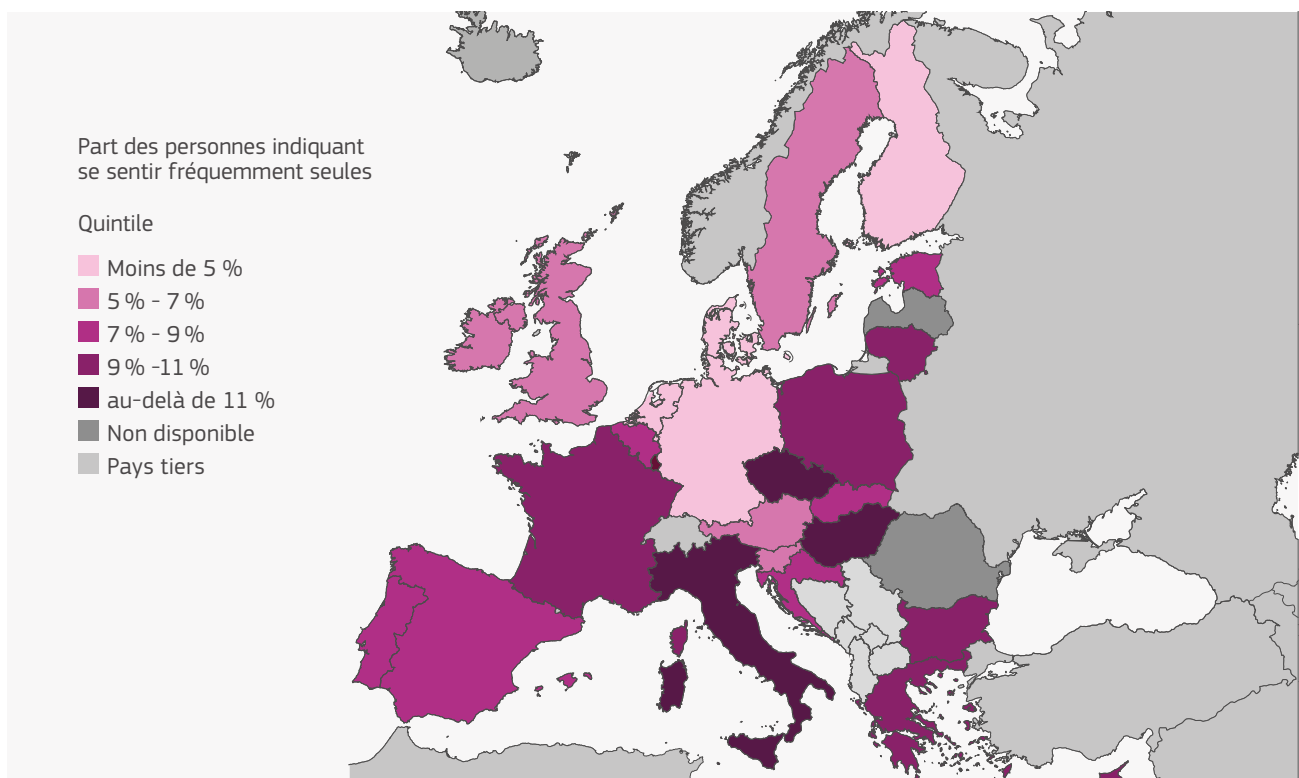 Part des personnes indiquant
se sentir fréquemment seules
Quintile
Moins de 5 %
5 % - 7 %
7 % - 9 %
9 % -11 %
au-delà de 11 %
Non disponible
Pays tiers